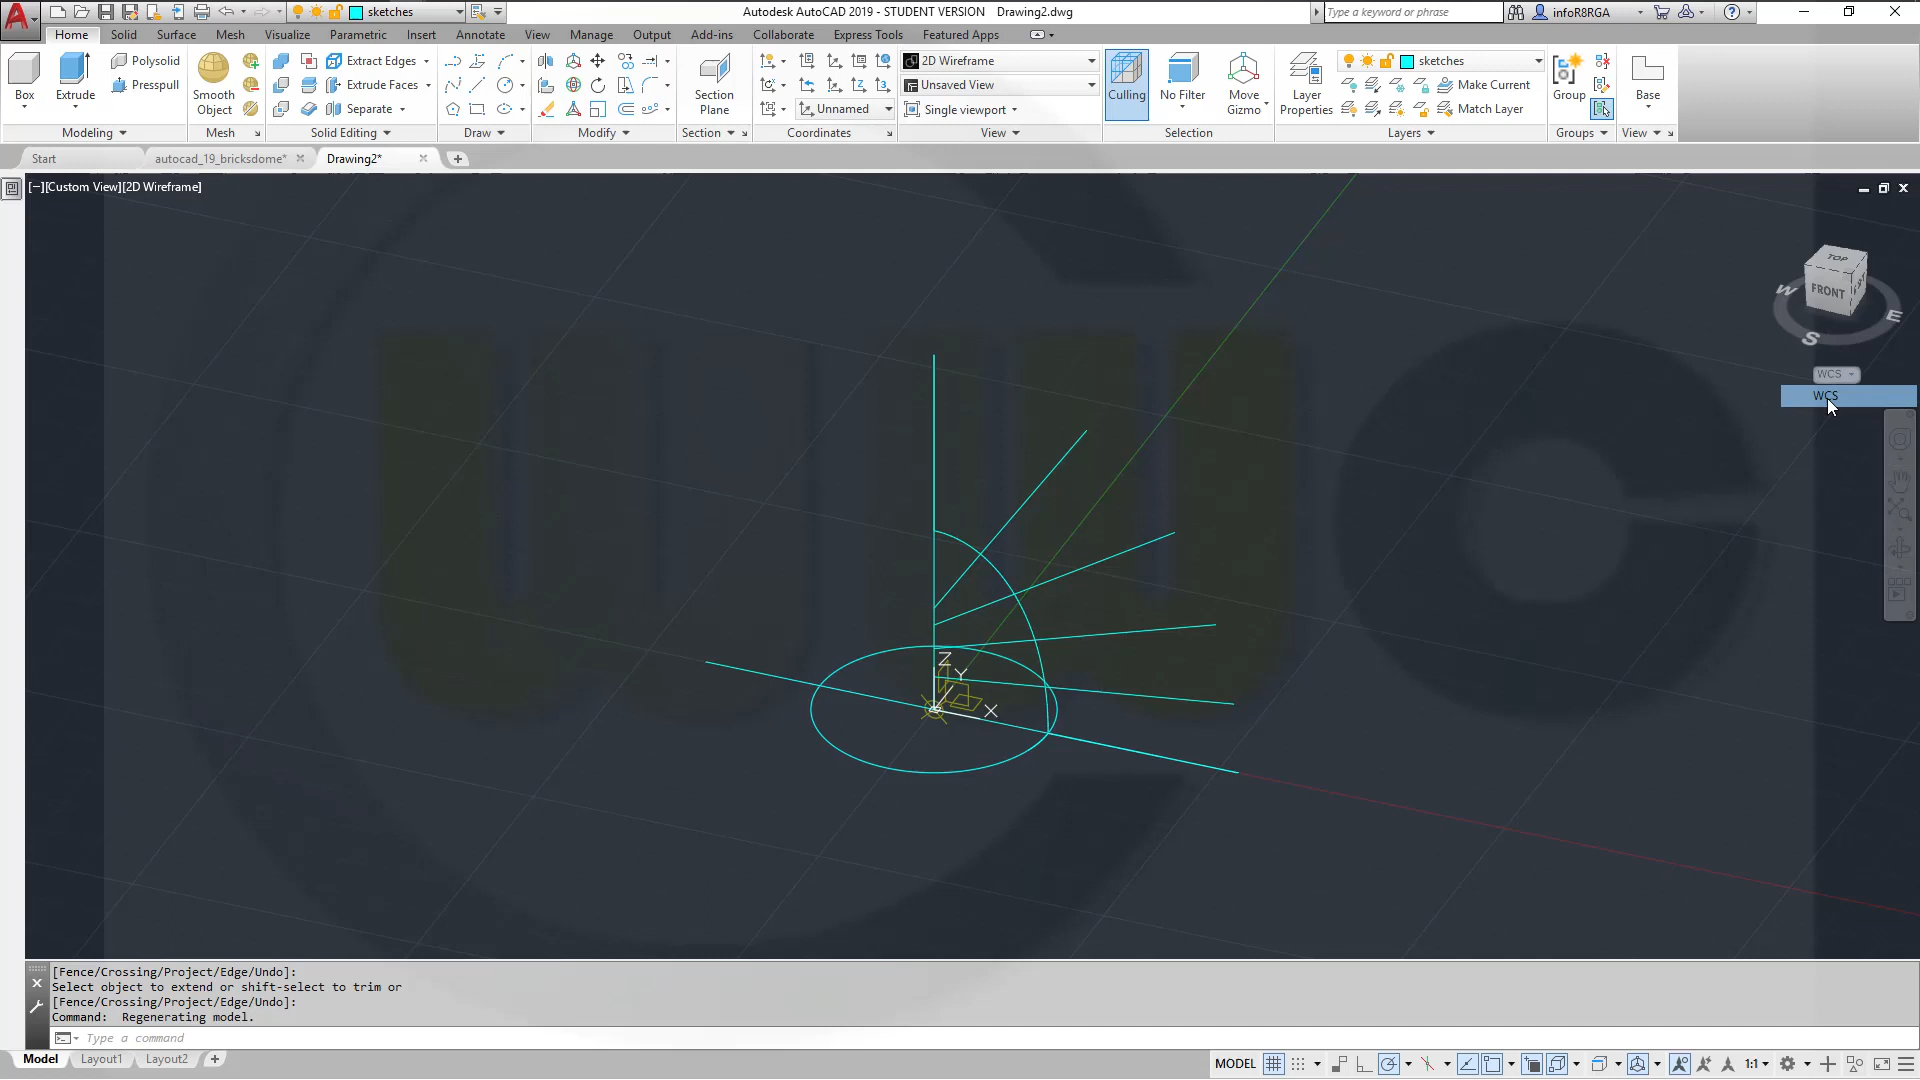 sketches
Autodesk AutoCAD 2019 - STUDENT VERSION Drawing2.dwg
Type a keyword or phrase
infoR8RGA
Home Solid Surface Mesh Visualize Parametric Insert Annotate View Manage Output Add-ins Collaborate Express Tools Featured Apps
Box
Extrude
Polysolid
Presspull
Modeling
Smooth
Object
Mesh
Extract Edges
Extrude Faces
Separate
Solid Editing
Draw
Modify
Section
Plane
Section
Unnamed
Coordinates
2D Wireframe
Unsaved View
Single viewport
View
Culling
No Filter
Move
Gizmo
Selection
Layer
Properties
sketches
Make Current
Match Layer
Layers
Group
Groups
Base
View
Start autocad_19_bricksdome* Drawing2*
[−][Custom View][2D Wireframe]
TOP
FRONT
W
E
S
WCS
WCS
Z
Y
X
[Fence/Crossing/Project/Edge/Undo]:
Select object to extend or shift-select to trim or
[Fence/Crossing/Project/Edge/Undo]:
Command: Regenerating model.
Type a command
Model Layout1 Layout2
MODEL
1:1